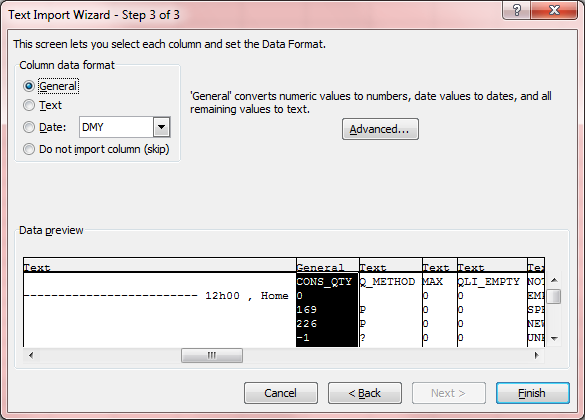 Text Import Wizard - Step 3 of 3
This screen lets you select each column and set the Data Format.
Column data format
General
Text
Date: DMY
Do not import column (skip)
'General' converts numeric values to numbers, date values to dates, and all
remaining values to text.
Advanced...
Data preview
Text General Text Text Text Te
CONS_QTY Q_METHOD MAX QLI_EMPTY NOT
------------------------- 12h00 , Home 0 0 0 EMP
169 P 0 0 SPE
226 P 0 0 NEW
-1 ? 0 0 UNR
Cancel < Back Next > Finish